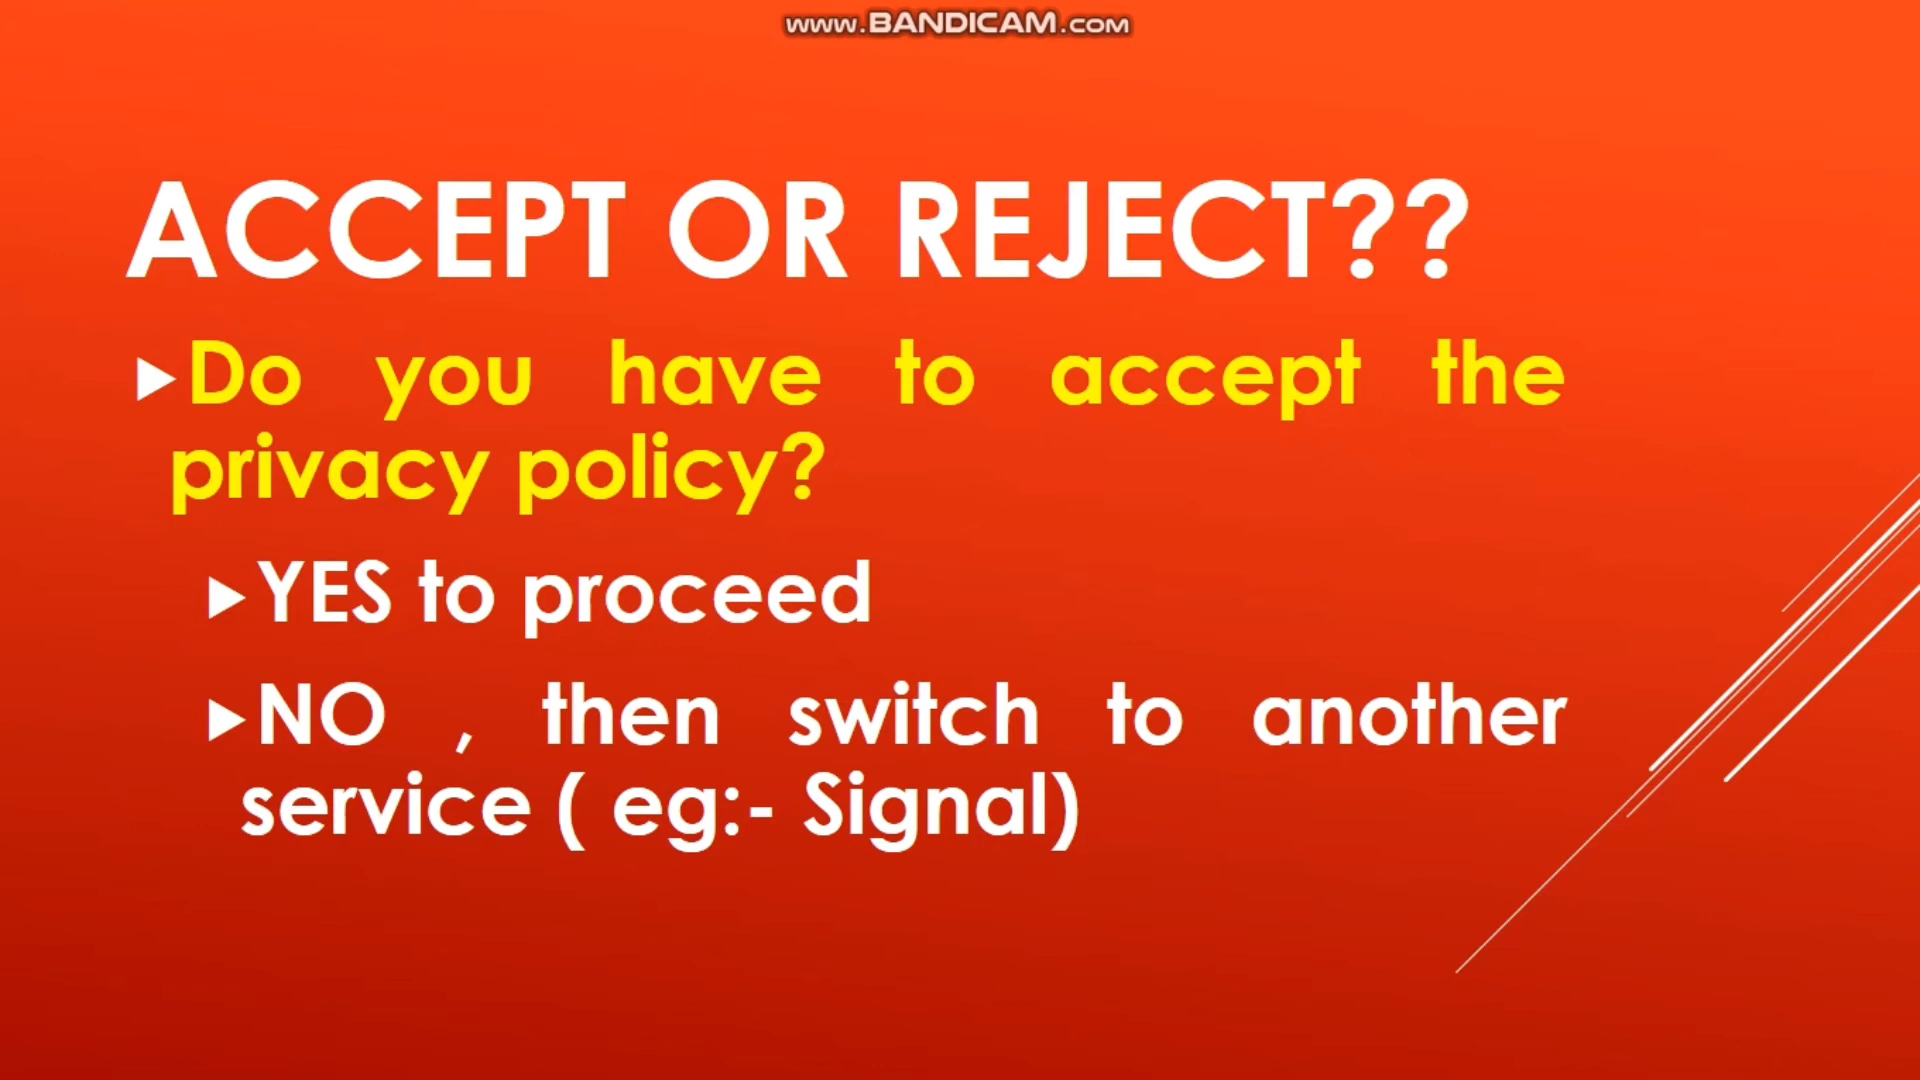 www.BANDICAM.com
ACCEPT OR REJECT??
Do you have to accept the
privacy policy?
YES to proceed
NO , then switch to another
service ( eg:- Signal)